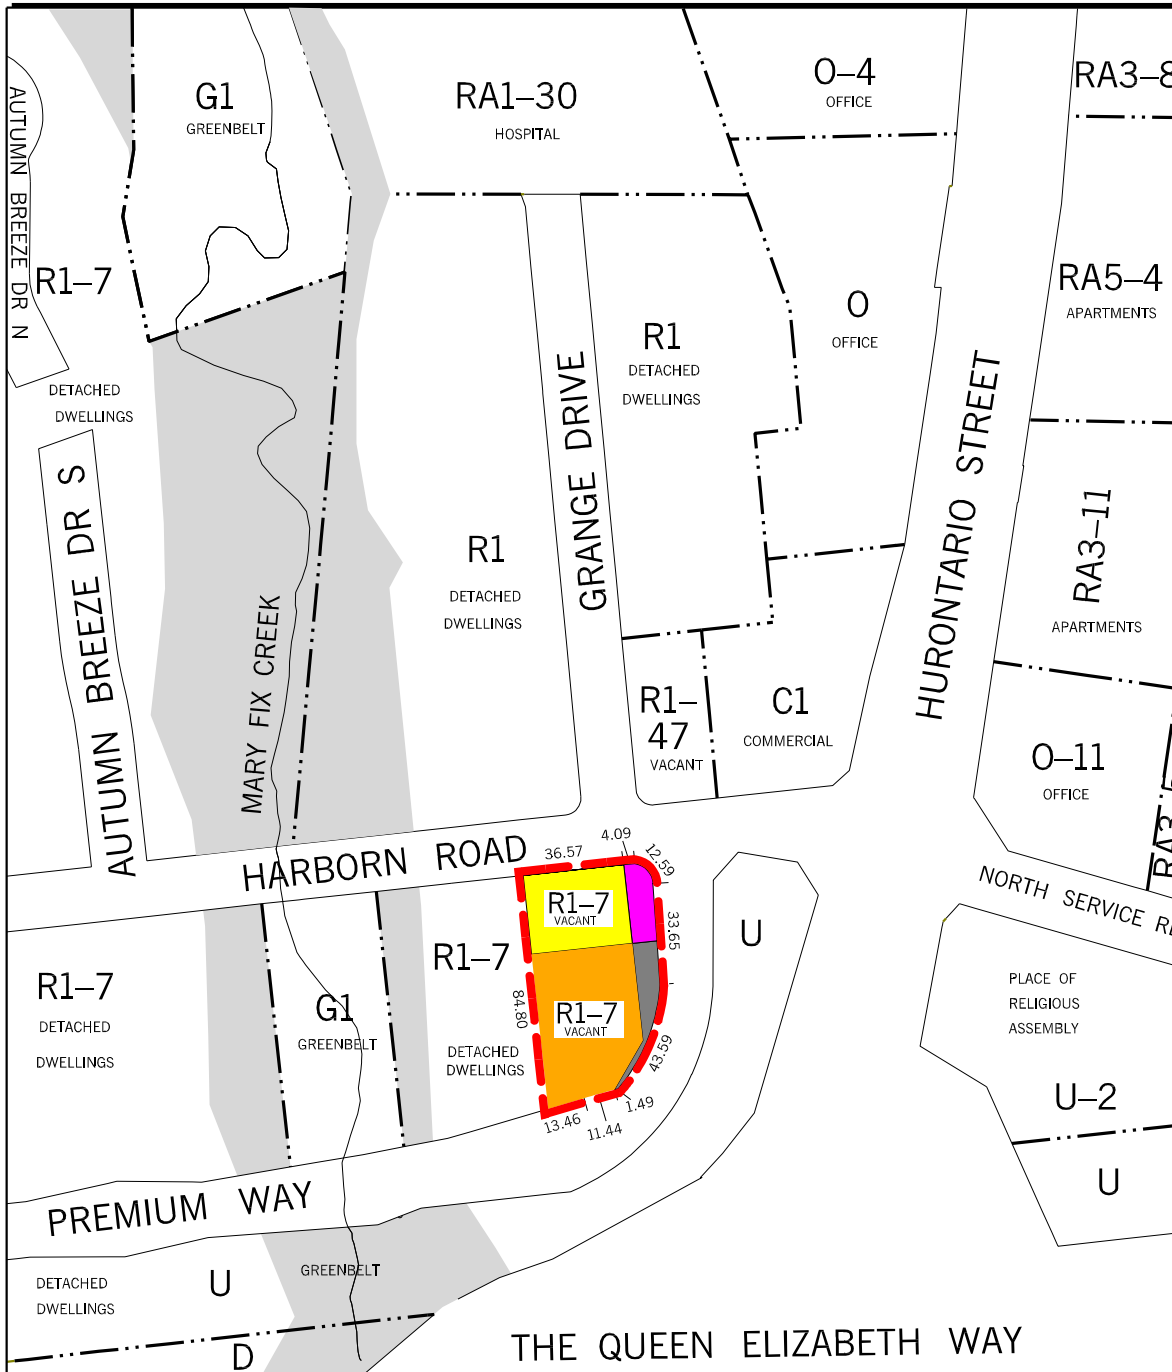 G1
GREENBELT
RA1–30
HOSPITAL
O–4
OFFICE
RA3–8
AUTUMN BREEZE DR N
R1–7
DETACHED
DWELLINGS
R1
DETACHED
DWELLINGS
O
OFFICE
RA5–4
APARTMENTS
HURONTARIO STREET
GRANGE DRIVE
AUTUMN BREEZE DR S
MARY FIX CREEK
R1
DETACHED
DWELLINGS
RA3–11
APARTMENTS
R1–
47
VACANT
C1
COMMERCIAL
O–11
OFFICE
RA3
HARBORN ROAD
36.57
4.09
12.59
33.65
43.59
1.49
11.44
13.46
84.80
R1–7
VACANT
R1–7
VACANT
R1–7
DETACHED
DWELLINGS
U
NORTH SERVICE
R1–7
DETACHED
DWELLINGS
G1
GREENBELT
PLACE OF
RELIGIOUS
ASSEMBLY
U–2
U
PREMIUM WAY
DETACHED
DWELLINGS
U
GREENBELT
D
THE QUEEN ELIZABETH WAY